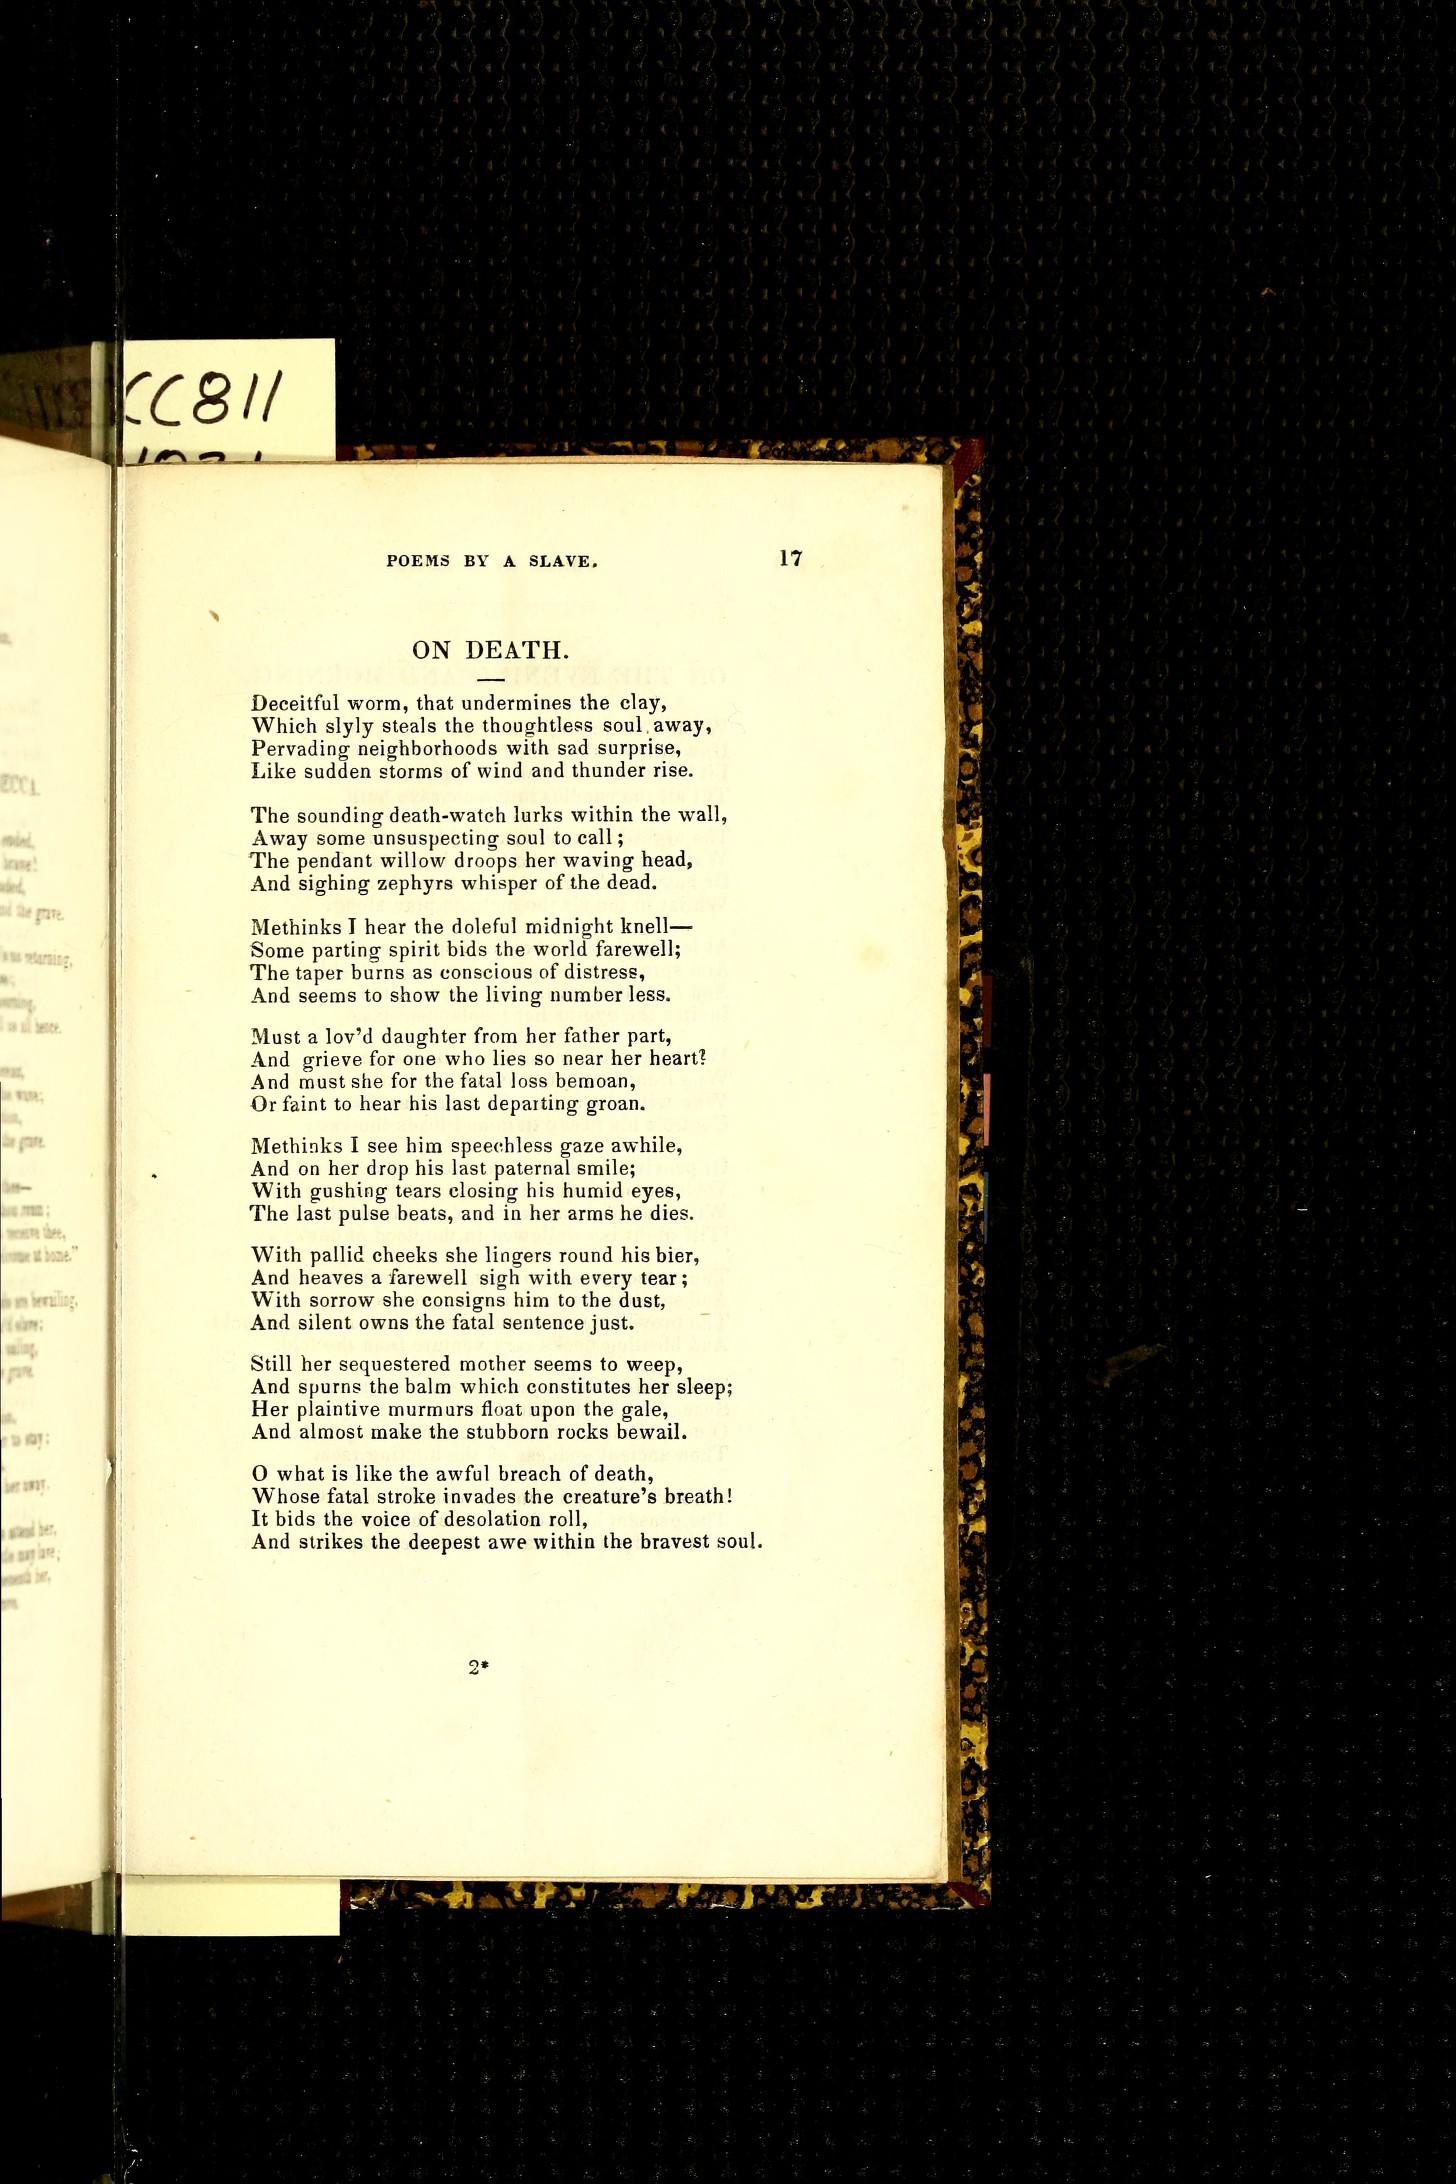 CC811
POEMS BY A SLAVE. 17
ON DEATH.
Deceitful worm, that undermines the clay,
Which slyly steals the thoughtless soul away,
Pervading neighborhoods with sad surprise,
Like sudden storms of wind and thunder rise.
The sounding death-watch lurks within the wall,
Away some unsuspecting soul to call;
The pendant willow droops her waving head,
And sighing zephyrs whisper of the dead.
Methinks I hear the doleful midnight knell—
Some parting spirit bids the world farewell;
The taper burns as conscious of distress,
And seems to show the living number less.
Must a lov'd daughter from her father part,
And grieve for one who lies so near her heart?
And must she for the fatal loss bemoan,
Or faint to hear his last departing groan.
Methinks I see him speechless gaze awhile,
And on her drop his last paternal smile;
With gushing tears closing his humid eyes,
The last pulse beats, and in her arms he dies.
With pallid cheeks she lingers round his bier,
And heaves a farewell sigh with every tear;
With sorrow she consigns him to the dust,
And silent owns the fatal sentence just.
Still her sequestered mother seems to weep,
And spurns the balm which constitutes her sleep;
Her plaintive murmurs float upon the gale,
And almost make the stubborn rocks bewail.
O what is like the awful breach of death,
Whose fatal stroke invades the creature's breath!
It bids the voice of desolation roll,
And strikes the deepest awe within the bravest soul.
2*